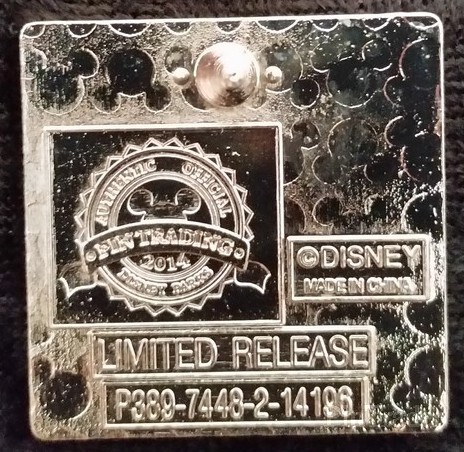 AUTHENTIC OFFICIAL
PIN TRADING
2014
DISNEY PARKS
©DISNEY
MADE IN CHINA
LIMITED RELEASE
P389-7448-2-14196